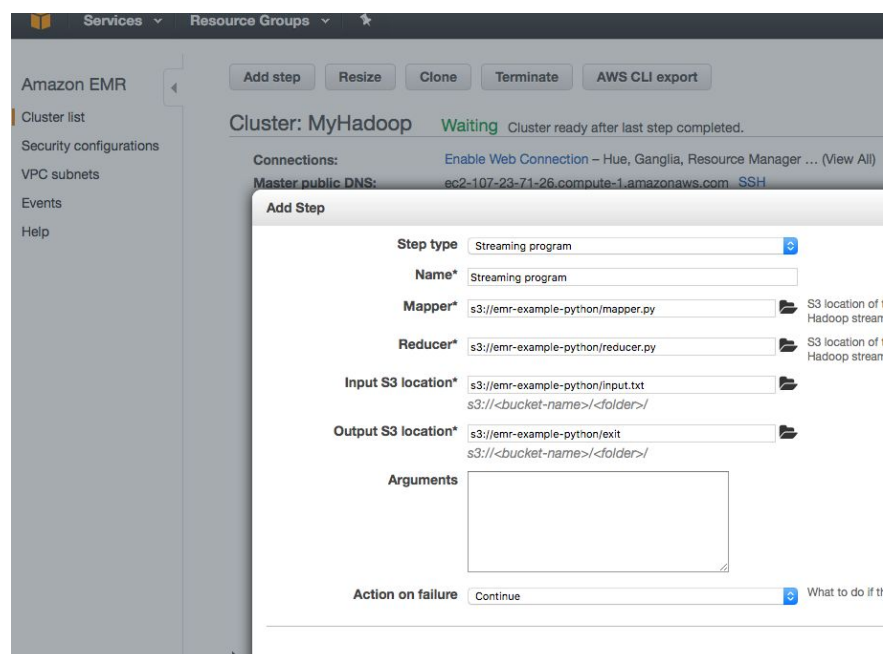 Services Resource Groups
Amazon EMR
Cluster list
Security configurations
VPC subnets
Events
Help
Add step Resize Clone Terminate AWS CLI export
Cluster: MyHadoop Waiting Cluster ready after last step completed.
Connections: Enable Web Connection – Hue, Ganglia, Resource Manager ... (View All)
Master public DNS: ec2-107-23-71-26.compute-1.amazonaws.com SSH
Add Step
Step type Streaming program
Name* Streaming program
Mapper* s3://emr-example-python/mapper.py S3 location of
Hadoop stream
Reducer* s3://emr-example-python/reducer.py S3 location of
Hadoop stream
Input S3 location* s3://emr-example-python/input.txt
s3://<bucket-name>/<folder>/
Output S3 location* s3://emr-example-python/exit
s3://<bucket-name>/<folder>/
Arguments
Action on failure Continue What to do if